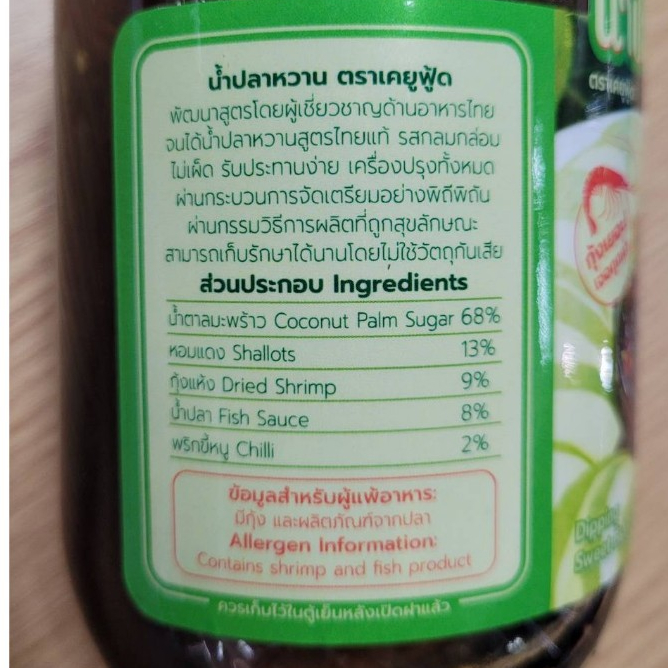 น้ำปลาหวาน ตราเคยูฟู้ด
พัฒนาสูตรโดยผู้เชี่ยวชาญด้านอาหารไทย
จนได้น้ำปลาหวานสูตรไทยแท้ รสกลมกล่อม
ไม่เผ็ด รับประทานง่าย เครื่องปรุงทั้งหมด
ผ่านกระบวนการจัดเตรียมอย่างพิถีพิถัน
ผ่านกรรมวิธีการผลิตที่ถูกสุขลักษณะ
สามารถเก็บรักษาได้นานโดยไม่ใช้วัตถุกันเสีย
ส่วนประกอบ Ingredients
น้ำตาลมะพร้าว Coconut Palm Sugar 68%
หอมแดง Shallots 13%
กุ้งแห้ง Dried Shrimp 9%
น้ำปลา Fish Sauce 8%
พริกขี้หนู Chilli 2%
ข้อมูลสำหรับผู้แพ้อาหาร:
มีกุ้ง และผลิตภัณฑ์จากปลา
Allergen Information:
Contains shrimp and fish product
ควรเก็บไว้ในตู้เย็นหลังเปิดฝาแล้ว
กุ้งเยอะ
Dipping